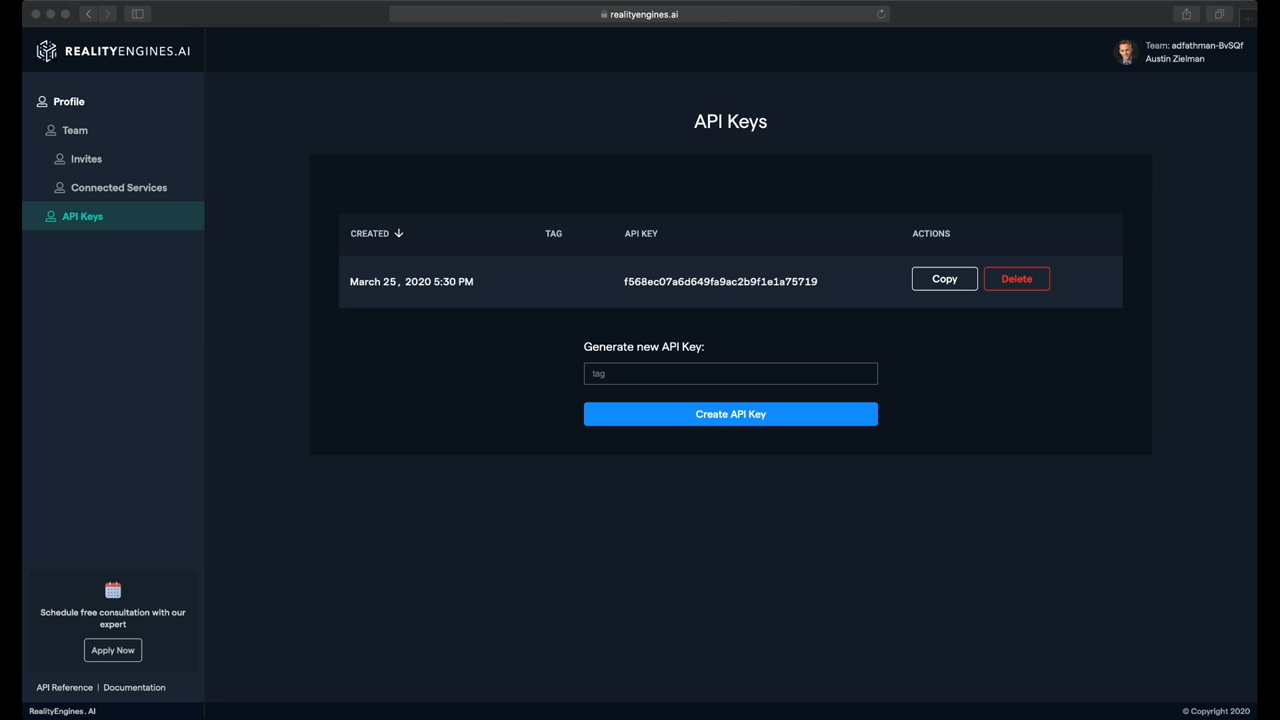 realityengines.ai
REALITYENGINES.AI
Team: adfathman-BvSQf
Austin Zielman
Profile
Team
Invites
Connected Services
API Keys
API Keys
CREATED TAG API KEY ACTIONS
March 25, 2020 5:30 PM f568ec07a6d649fa9ac2b9f1e1a75719 Copy Delete
Generate new API Key:
tag
Create API Key
Schedule free consultation with our
expert
Apply Now
API Reference | Documentation
RealityEngines.AI
© Copyright 2020